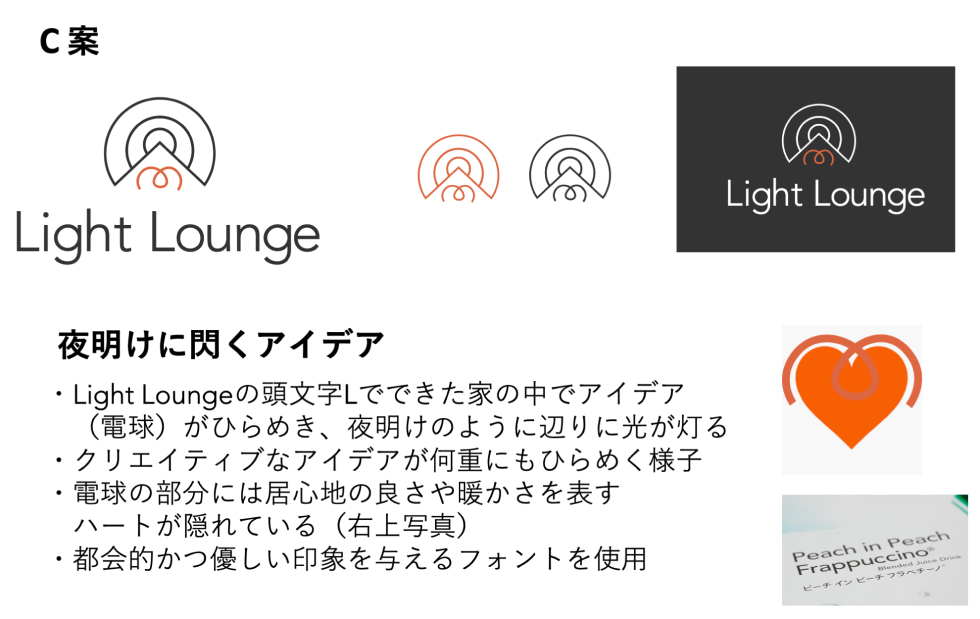 C案
Light Lounge
Light Lounge
夜明けに閃くアイデア
・Light Loungeの頭文字Lでできた家の中でアイデア
（電球）がひらめき、夜明けのように辺りに光が灯る
・クリエイティブなアイデアが何重にもひらめく様子
・電球の部分には居心地の良さや暖かさを表す
ハートが隠れている（右上写真）
・都会的かつ優しい印象を与えるフォントを使用
Peach in Peach
Frappuccino®
Blended Juice Drink
ピーチ イン ピーチ フラペチーノ®